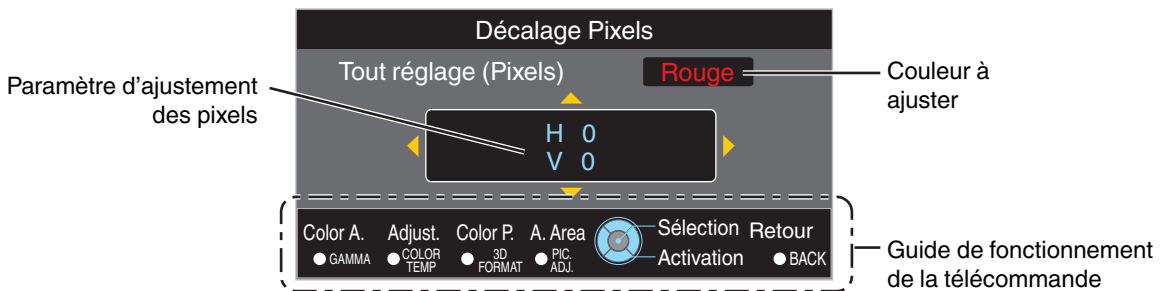 Décalage Pixels
Tout réglage (Pixels) Rouge
Paramètre d'ajustement
des pixels
Couleur à
ajuster
H 0
V 0
Color A. Adjust. Color P. A. Area Sélection Retour
GAMMA COLOR TEMP 3D FORMAT PIC. ADJ. Activation BACK
Guide de fonctionnement
de la télécommande